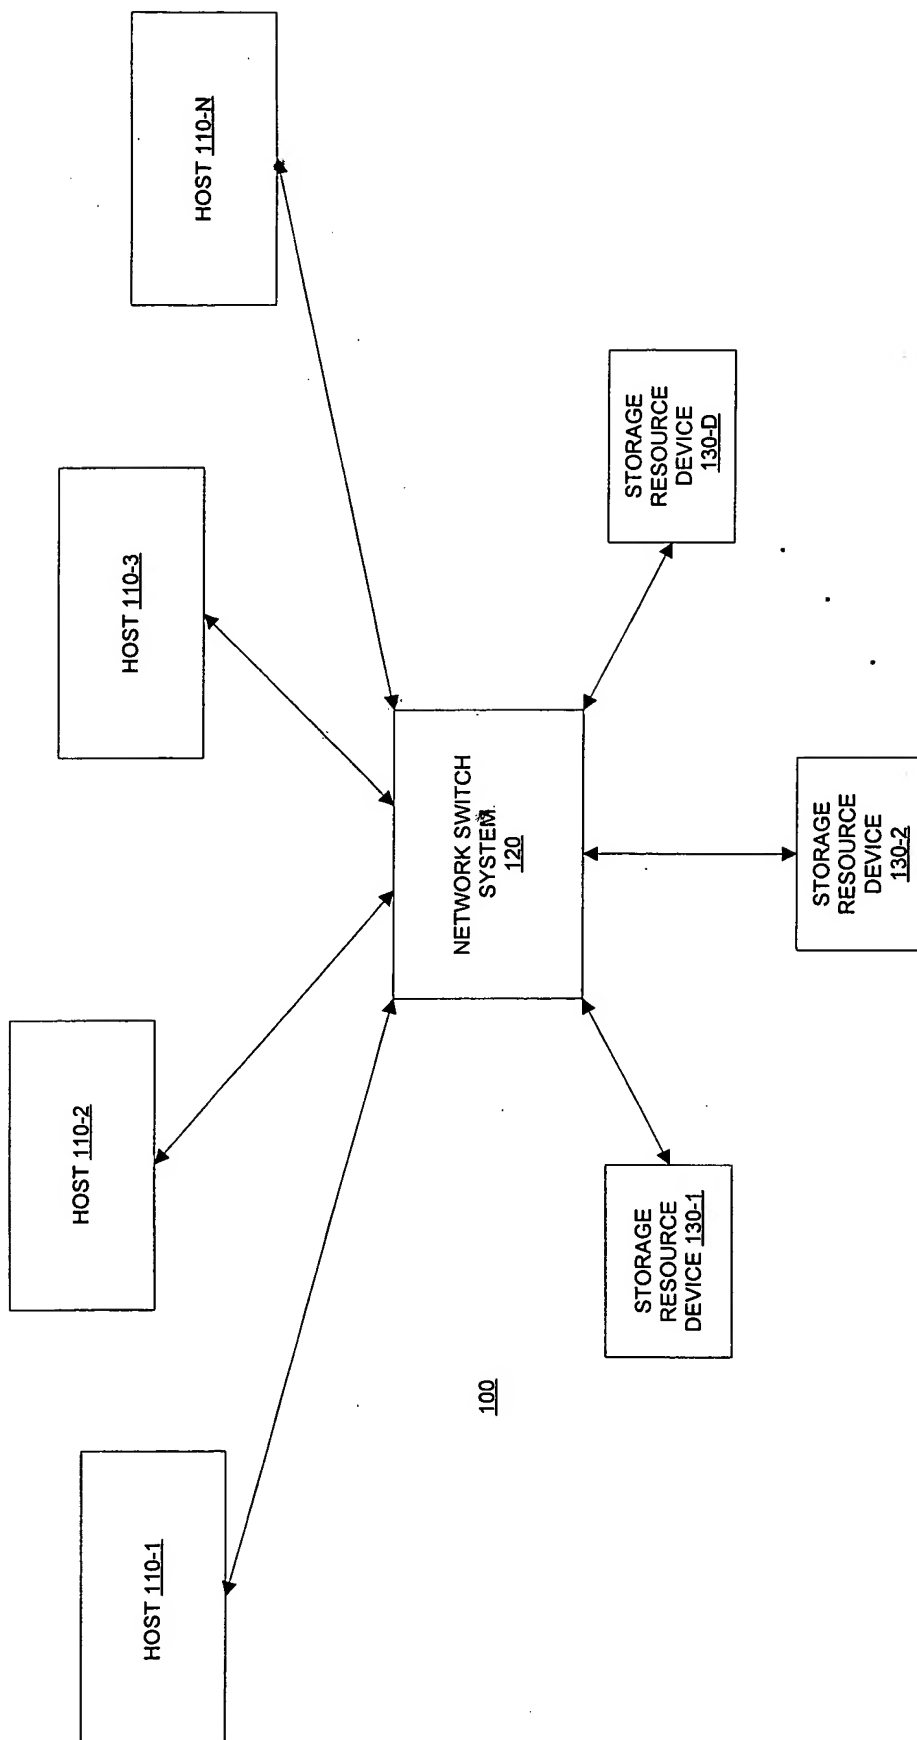 HOST 110-1
HOST 110-2
HOST 110-3
HOST 110-N
NETWORK SWITCH
SYSTEM
120
STORAGE
RESOURCE
DEVICE 130-1
STORAGE
RESOURCE
DEVICE
130-2
STORAGE
RESOURCE
DEVICE
130-D
100